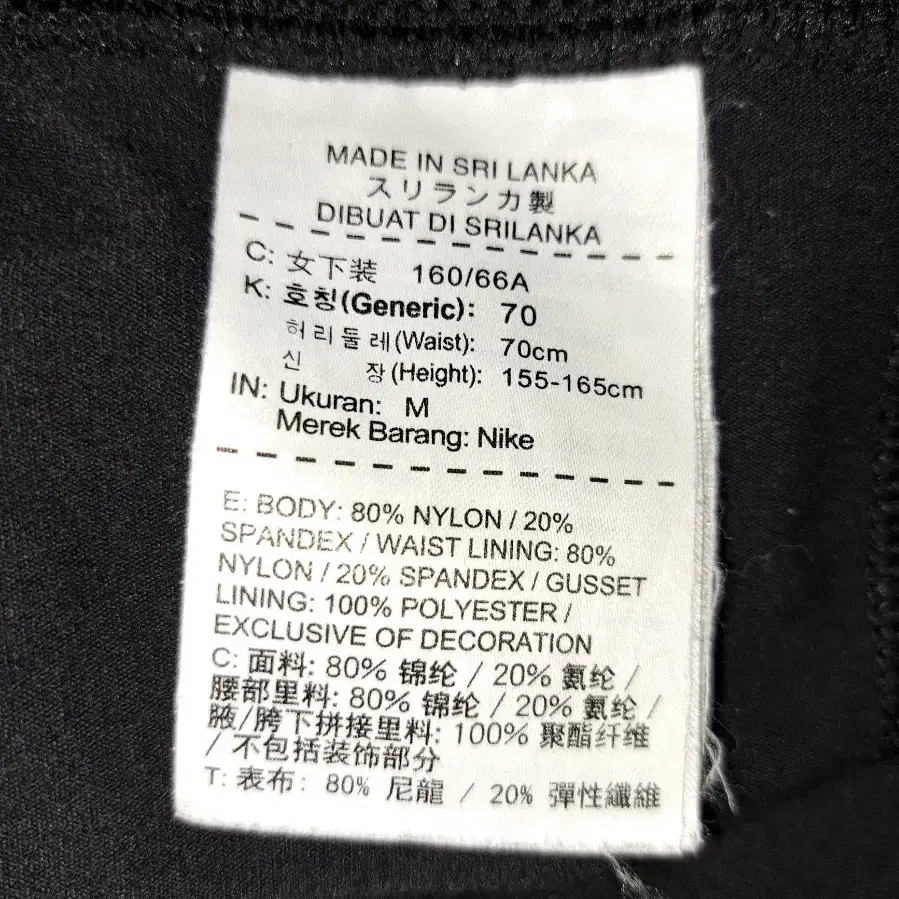 MADE IN SRI LANKA
スリランカ製
DIBUAT DI SRILANKA
C: 女下装 160/66A
K: 호칭(Generic): 70
허리둘레(Waist): 70cm
신 장(Height): 155-165cm
IN: Ukuran: M
Merek Barang: Nike
E: BODY: 80% NYLON / 20%
SPANDEX / WAIST LINING: 80%
NYLON / 20% SPANDEX / GUSSET
LINING: 100% POLYESTER /
EXCLUSIVE OF DECORATION
C: 面料: 80% 锦纶 / 20% 氨纶 /
腰部里料: 80% 锦纶 / 20% 氨纶 /
腋/胯下拼接里料: 100% 聚酯纤维
/ 不包括装饰部分
T: 表布: 80% 尼龍 / 20% 彈性纖維